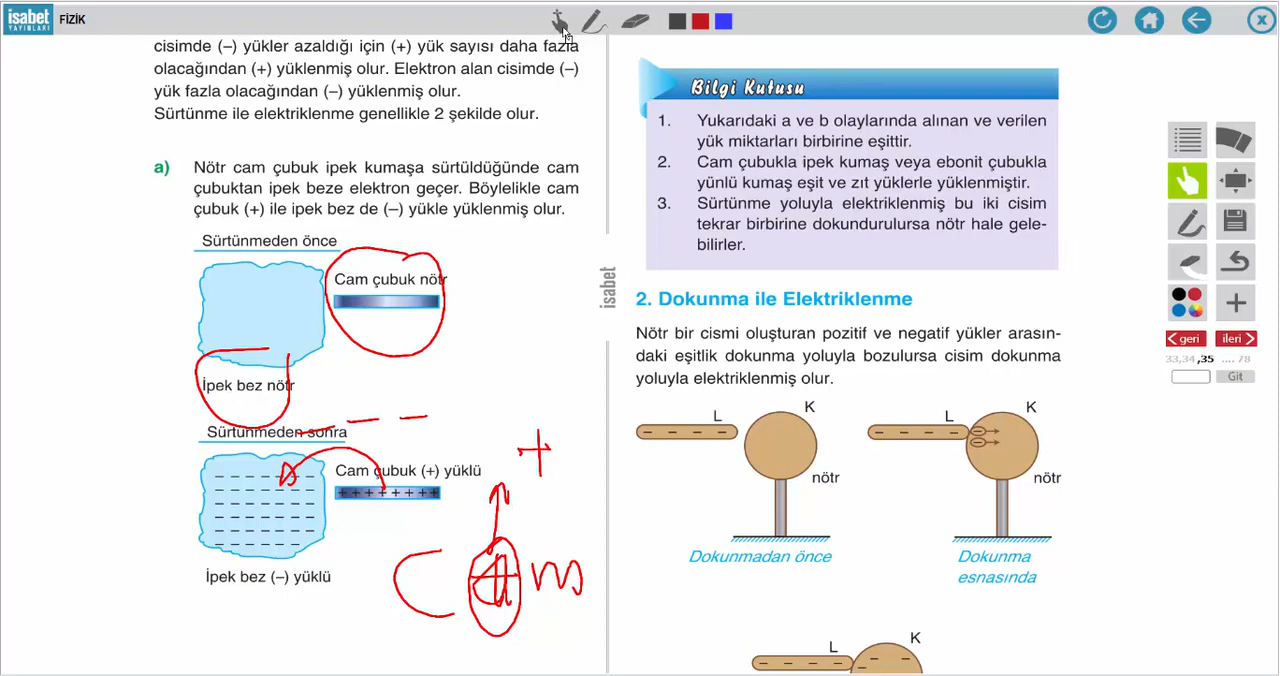 isabet
YAYINLARI
FİZİK
cisimde (–) yükler azaldığı için (+) yük sayısı daha fazla
olacağından (+) yüklenmiş olur. Elektron alan cisimde (–)
yük fazla olacağından (–) yüklenmiş olur.
Sürtünme ile elektriklenme genellikle 2 şekilde olur.
a) Nötr cam çubuk ipek kumaşa sürtüldüğünde cam
çubuktan ipek beze elektron geçer. Böylelikle cam
çubuk (+) ile ipek bez de (–) yükle yüklenmiş olur.
Sürtünmeden önce
Cam çubuk nötr
İpek bez nötr
Sürtünmeden sonra
Cam çubuk (+) yüklü
+ + + + + + + +
İpek bez (–) yüklü
+
Cam
isabet
Bilgi Kutusu
1. Yukarıdaki a ve b olaylarında alınan ve verilen
yük miktarları birbirine eşittir.
2. Cam çubukla ipek kumaş veya ebonit çubukla
yünlü kumaş eşit ve zıt yüklerle yüklenmiştir.
3. Sürtünme yoluyla elektriklenmiş bu iki cisim
tekrar birbirine dokundurulursa nötr hale gele-
bilirler.
2. Dokunma ile Elektriklenme
Nötr bir cismi oluşturan pozitif ve negatif yükler arasın-
daki eşitlik dokunma yoluyla bozulursa cisim dokunma
yoluyla elektriklenmiş olur.
L
K
nötr
Dokunmadan önce
L
K
nötr
Dokunma
esnasında
L
K
geri
ileri
33,34,35 .... 78
Git